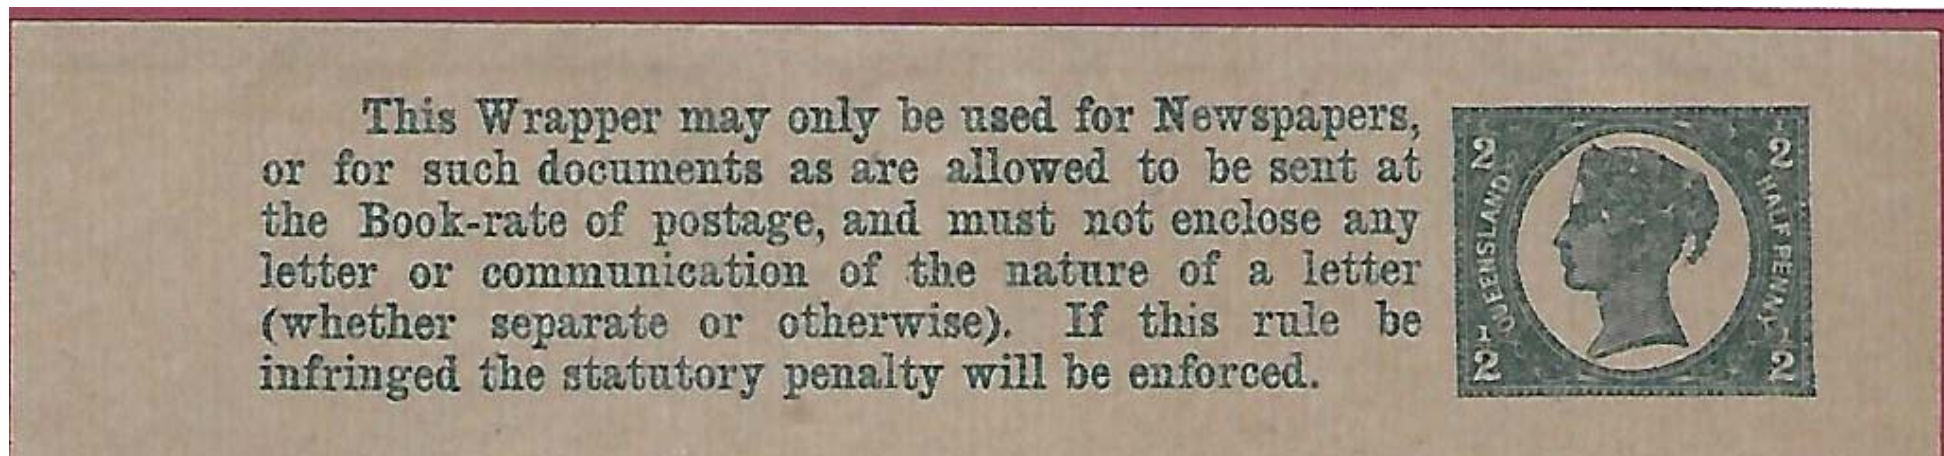 This Wrapper may only be used for Newspapers,
or for such documents as are allowed to be sent at
the Book-rate of postage, and must not enclose any
letter or communication of the nature of a letter
(whether separate or otherwise). If this rule be
infringed the statutory penalty will be enforced.
½ ½
QUEENSLAND HALF PENNY
½ ½